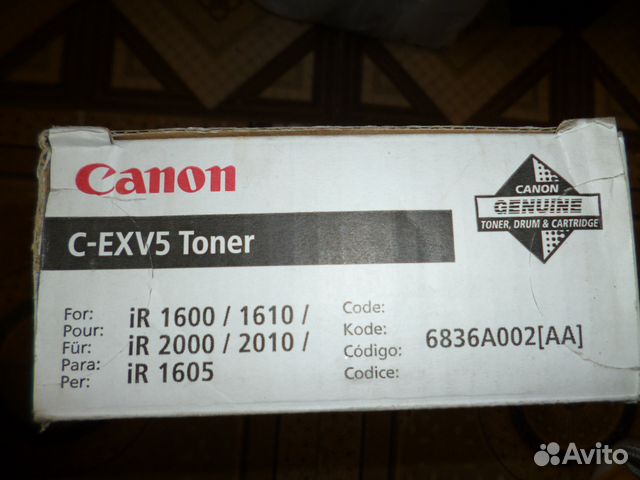 Canon
CANON
GENUINE
TONER, DRUM & CARTRIDGE
C-EXV5 Toner
For:
Pour:
Für:
Para:
Per:
iR 1600 / 1610 /
iR 2000 / 2010 /
iR 1605
Code:
Kode:
Código:
Codice:
6836A002[AA]
Avito